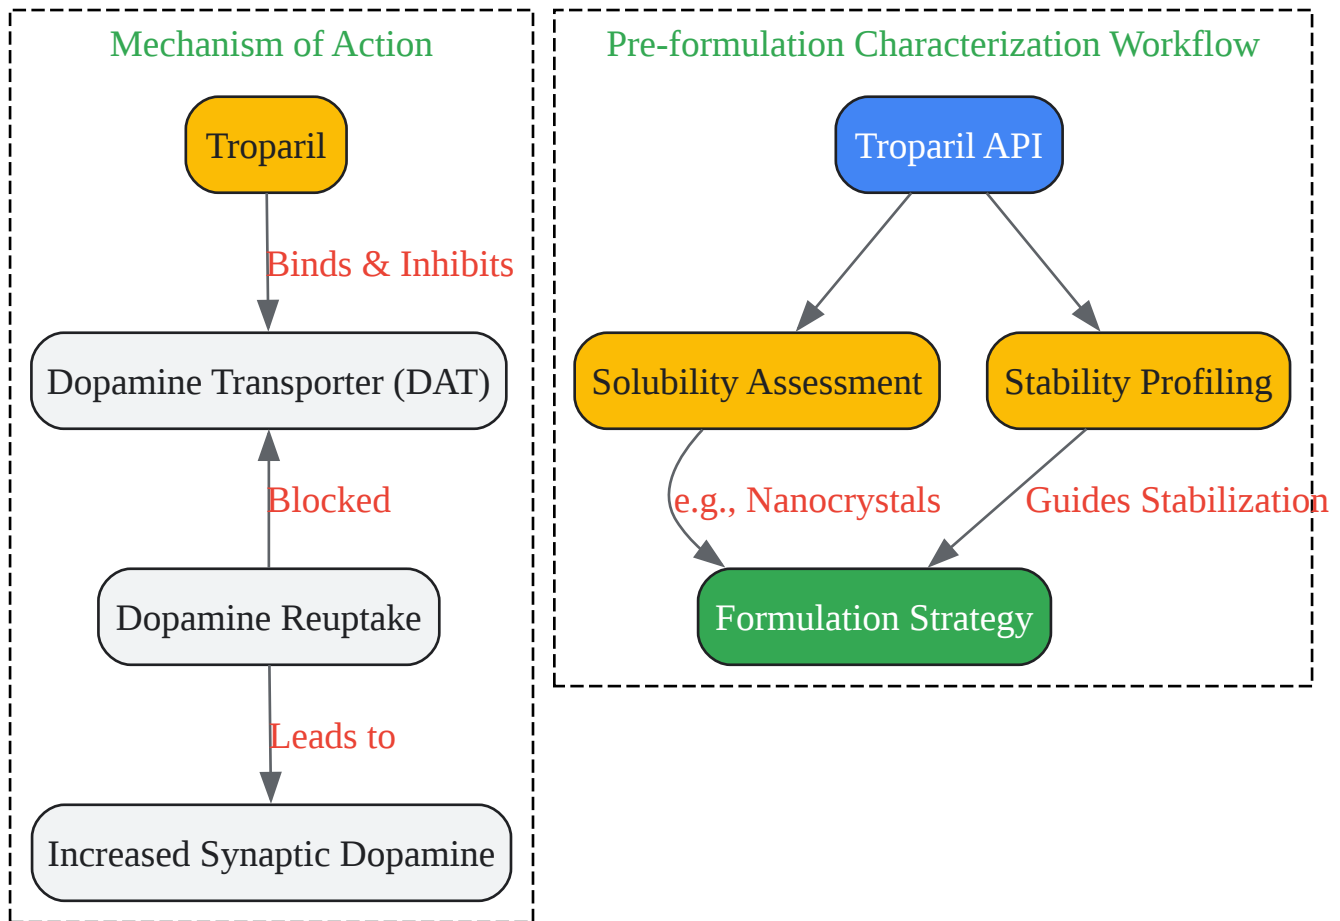 Mechanism of Action
Troparil
Binds & Inhibits
Dopamine Transporter (DAT)
Blocked
Dopamine Reuptake
Leads to
Increased Synaptic Dopamine
Pre-formulation Characterization Workflow
Troparil API
Solubility Assessment
Stability Profiling
e.g., Nanocrystals
Guides Stabilization
Formulation Strategy